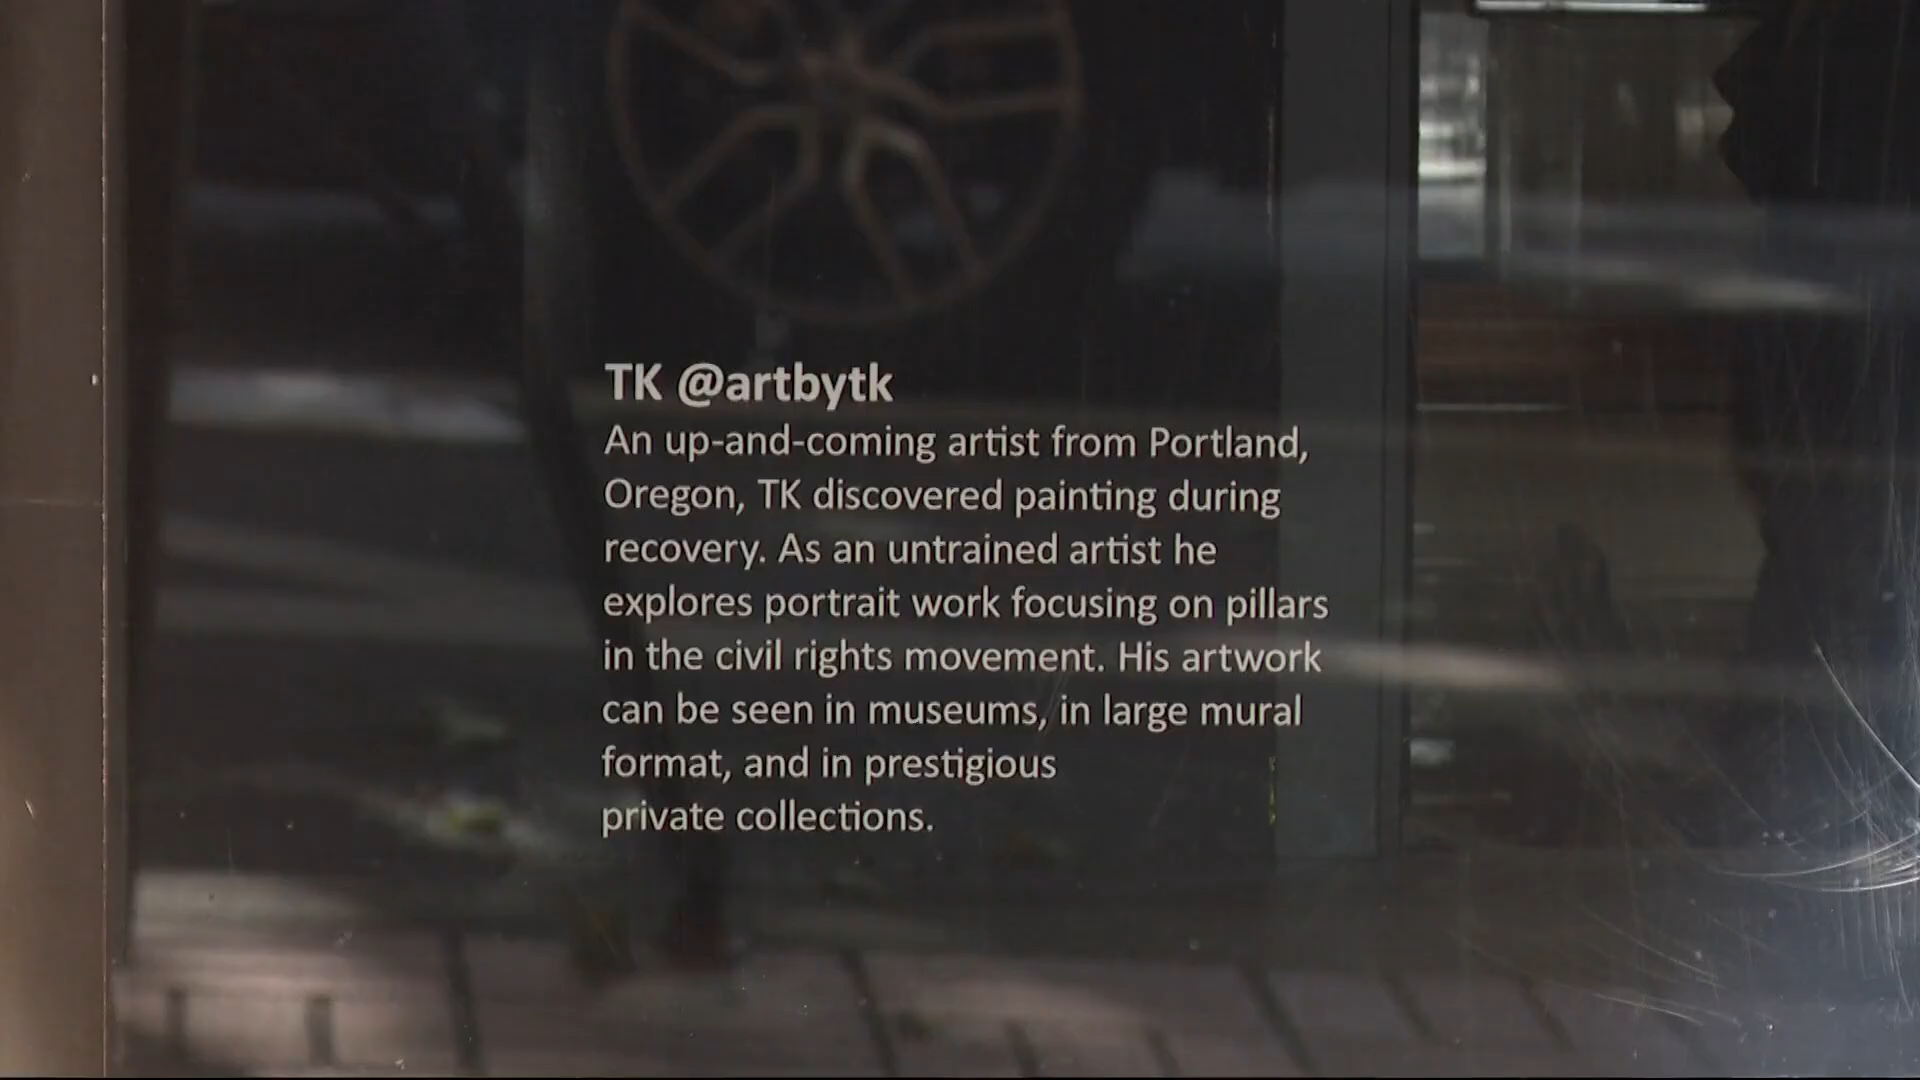 TK @artbytk
An up-and-coming artist from Portland,
Oregon, TK discovered painting during
recovery. As an untrained artist he
explores portrait work focusing on pillars
in the civil rights movement. His artwork
can be seen in museums, in large mural
format, and in prestigious
private collections.